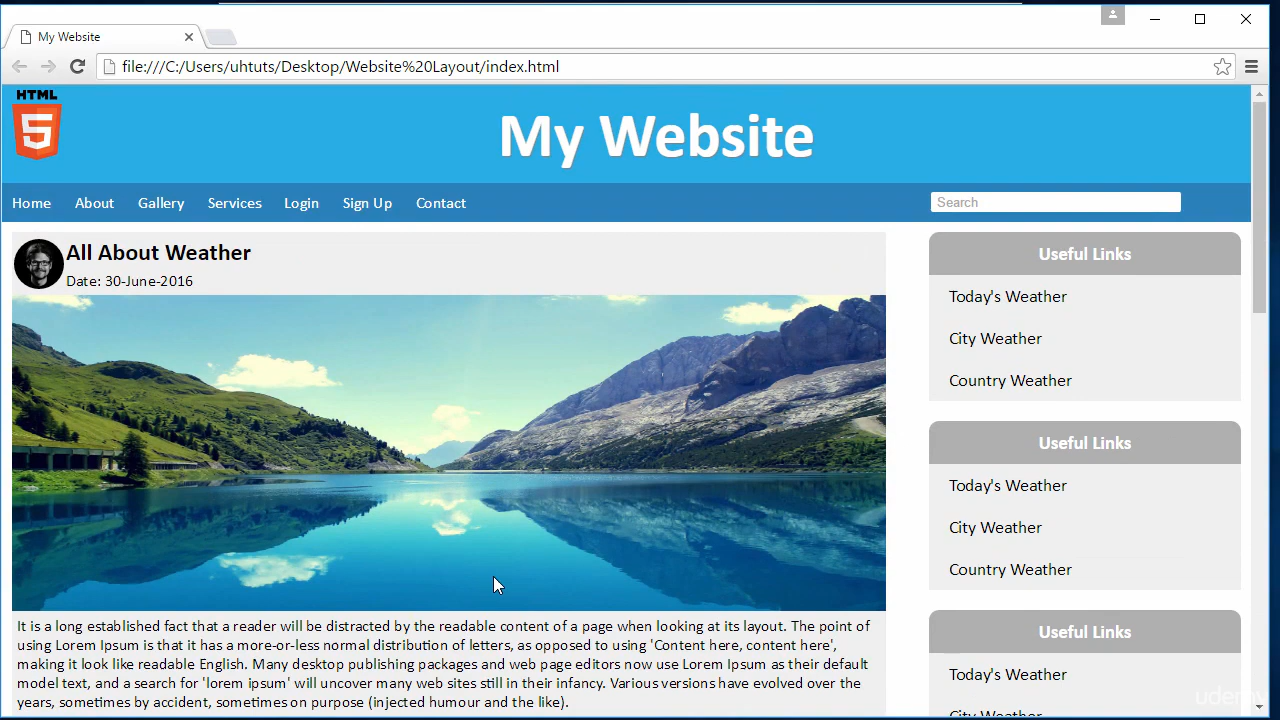 My Website
file:///C:/Users/uhtuts/Desktop/Website%20Layout/index.html
HTML
5
My Website
Home About Gallery Services Login Sign Up Contact Search
All About Weather
Date: 30-June-2016
It is a long established fact that a reader will be distracted by the readable content of a page when looking at its layout. The point of
using Lorem Ipsum is that it has a more-or-less normal distribution of letters, as opposed to using 'Content here, content here',
making it look like readable English. Many desktop publishing packages and web page editors now use Lorem Ipsum as their default
model text, and a search for 'lorem ipsum' will uncover many web sites still in their infancy. Various versions have evolved over the
years, sometimes by accident, sometimes on purpose (injected humour and the like).
Useful Links
Today's Weather
City Weather
Country Weather
Useful Links
Today's Weather
City Weather
Country Weather
Useful Links
Today's Weather
City Weather
udemy